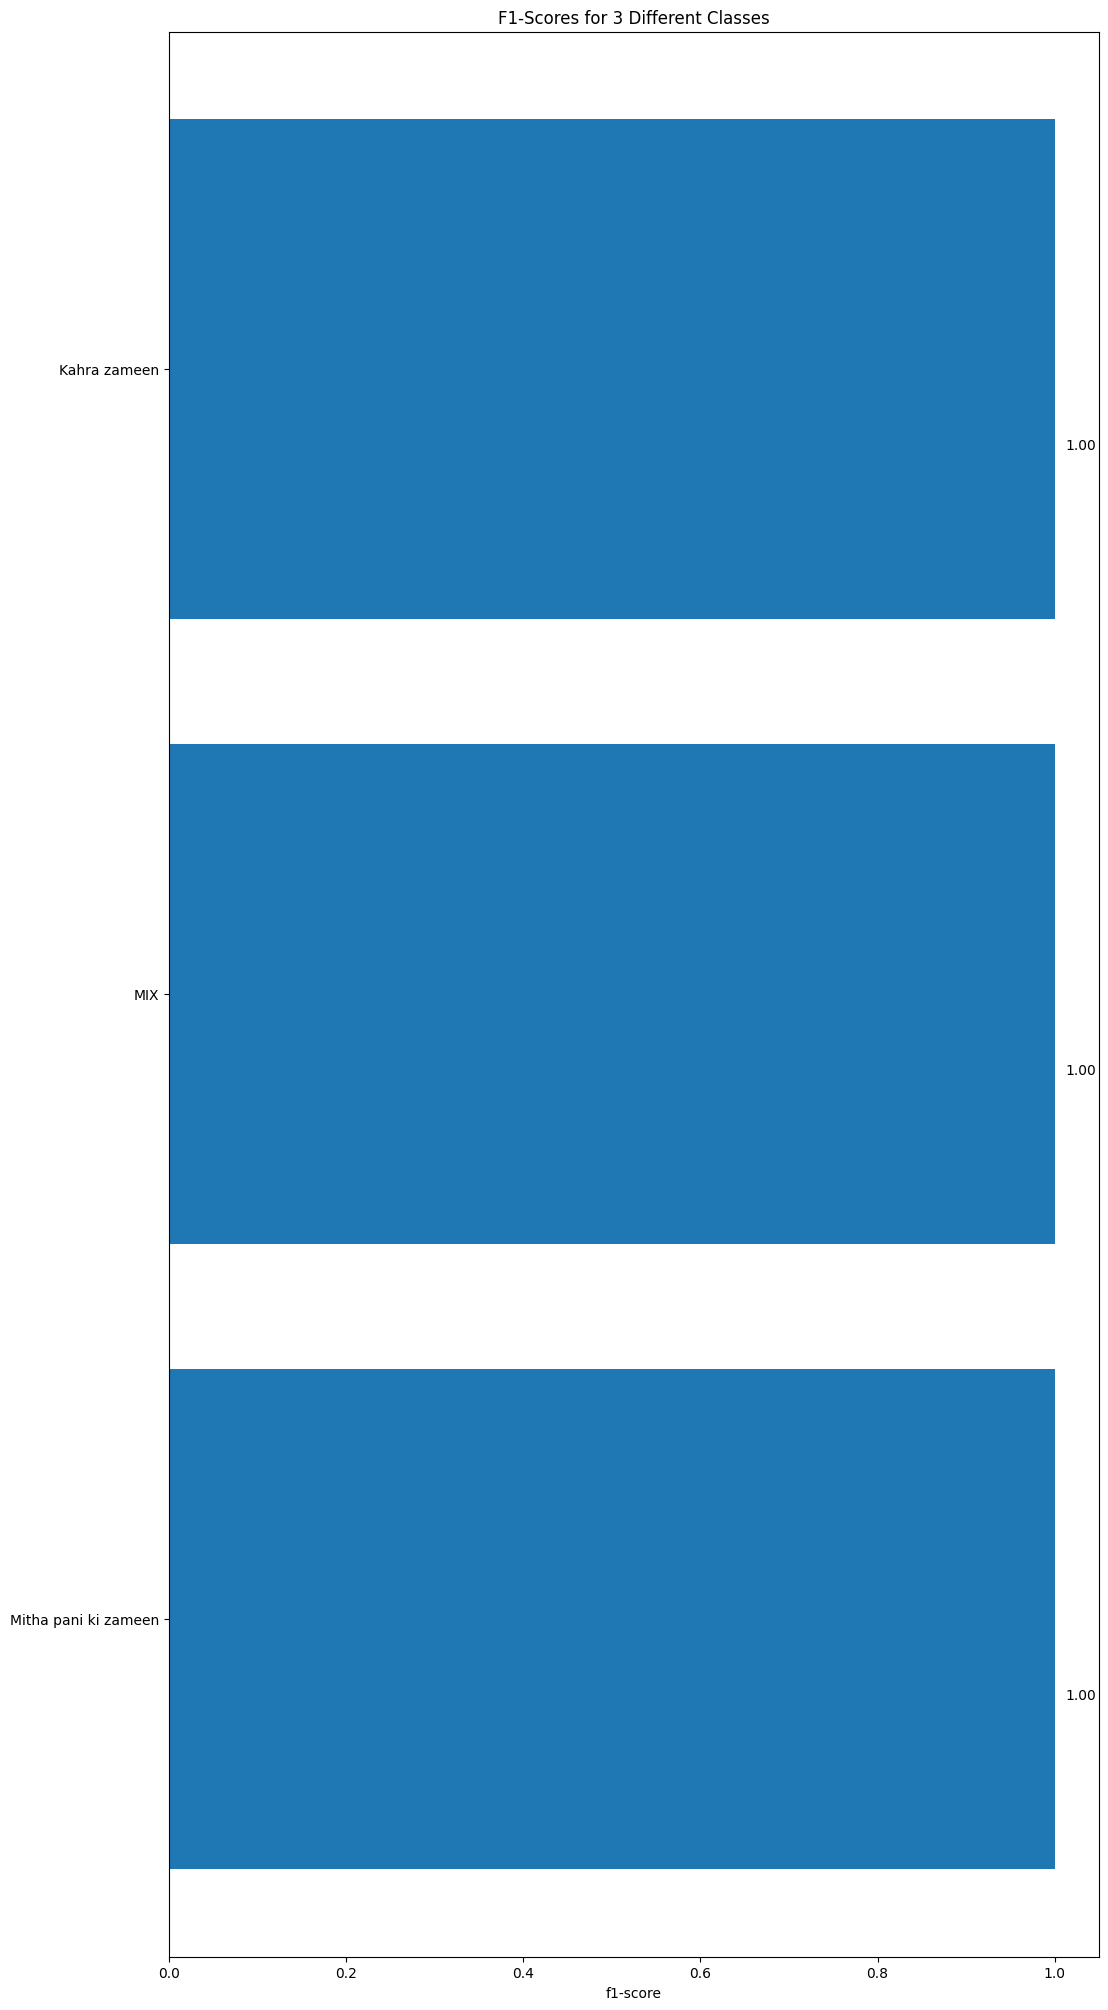 F1-Scores for 3 Different Classes
Kahra zameen
1.00
MIX
1.00
Mitha pani ki zameen
1.00
0.0 0.2 0.4 0.6 0.8 1.0
f1-score